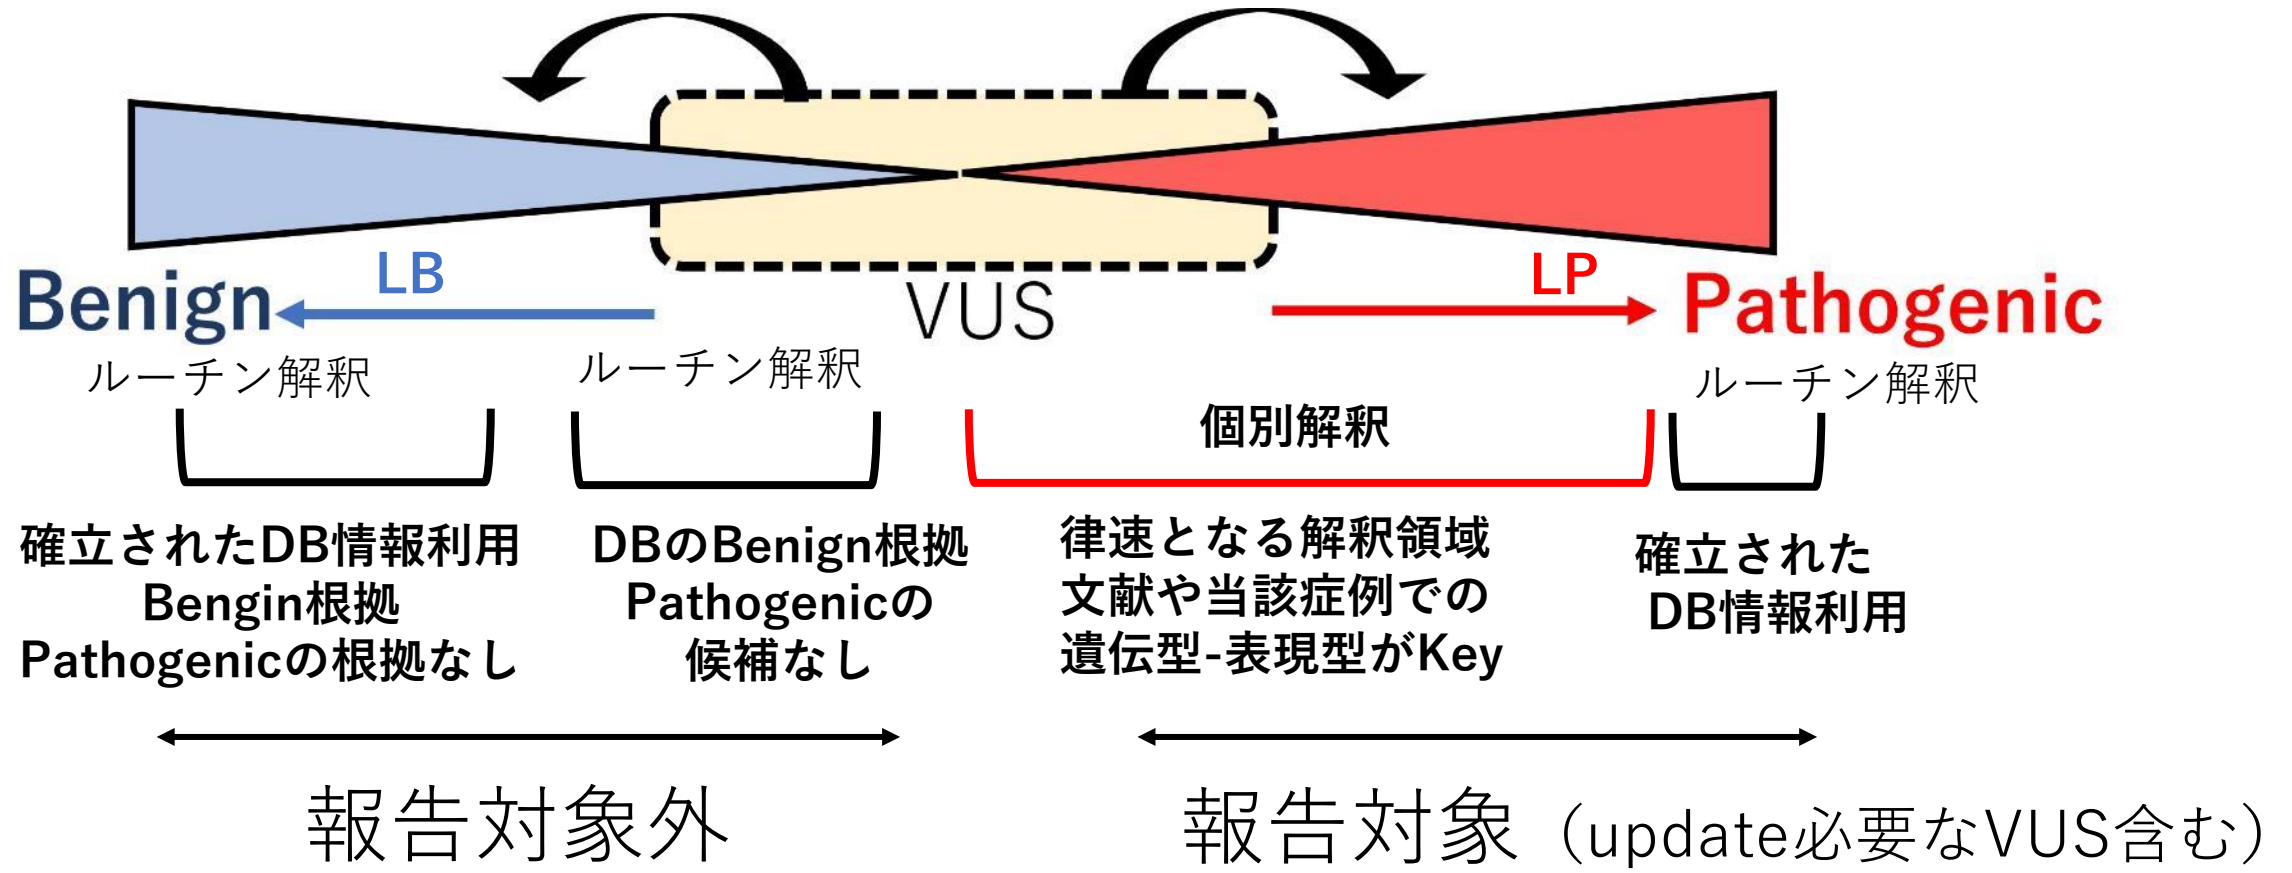 LB
LP
Benign
VUS
Pathogenic
ルーチン解釈
ルーチン解釈
ルーチン解釈
個別解釈
確立されたDB情報利用
Bengin根拠
Pathogenicの根拠なし
DBのBenign根拠
Pathogenicの
候補なし
律速となる解釈領域
文献や当該症例での
遺伝型-表現型がKey
確立された
DB情報利用
報告対象外
報告対象（update必要なVUS含む）